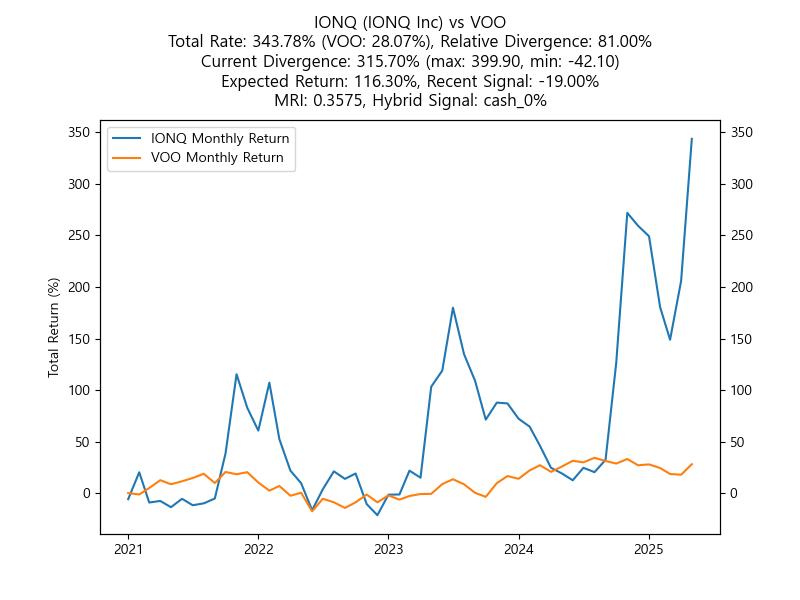 IONQ (IONQ Inc) vs VOO
Total Rate: 343.78% (VOO: 28.07%), Relative Divergence: 81.00%
Current Divergence: 315.70% (max: 399.90, min: -42.10)
Expected Return: 116.30%, Recent Signal: -19.00%
MRI: 0.3575, Hybrid Signal: cash_0%
IONQ Monthly Return
VOO Monthly Return
Total Return (%)
350
300
250
200
150
100
50
0
350
300
250
200
150
100
50
0
2021 2022 2023 2024 2025